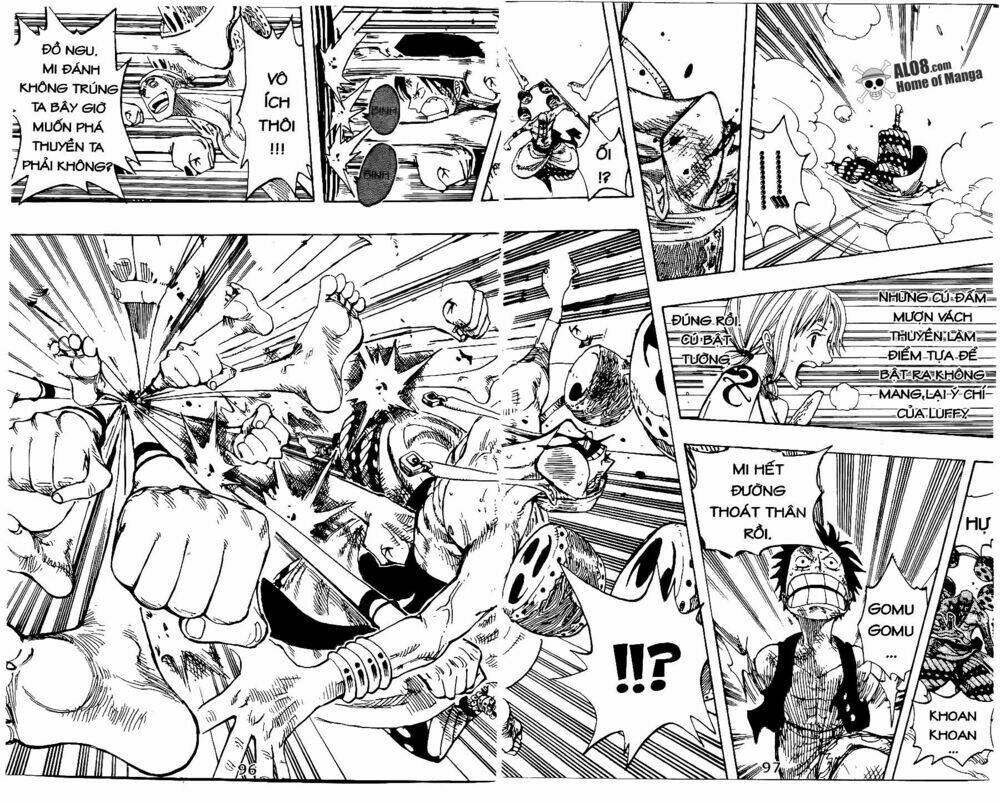 ĐỒ NGU.
MI ĐÁNH
KHÔNG TRÚNG
TA BÂY GIỜ
MUỐN PHÁ
THUYỀN TA
PHẢI KHÔNG?
VÔ
ÍCH
THÔI
!!!
BINH
BINH
ỐI
!?
!!!!
AL08.com
Home of Manga
ĐÚNG RỒI.
CÚ BẬT
TƯỜNG
NHỮNG CÚ ĐẤM
MƯỢN VÁCH
THUYỀN LÀM
ĐIỂM TỰA ĐỂ
BẬT RA KHÔNG
MANG,LẠI Ý CHÍ
CỦA LUFFY
!!?
MI HẾT
ĐƯỜNG
THOÁT THÂN
RỒI.
GOMU
GOMU
...
KHOAN
KHOAN
...
96
97